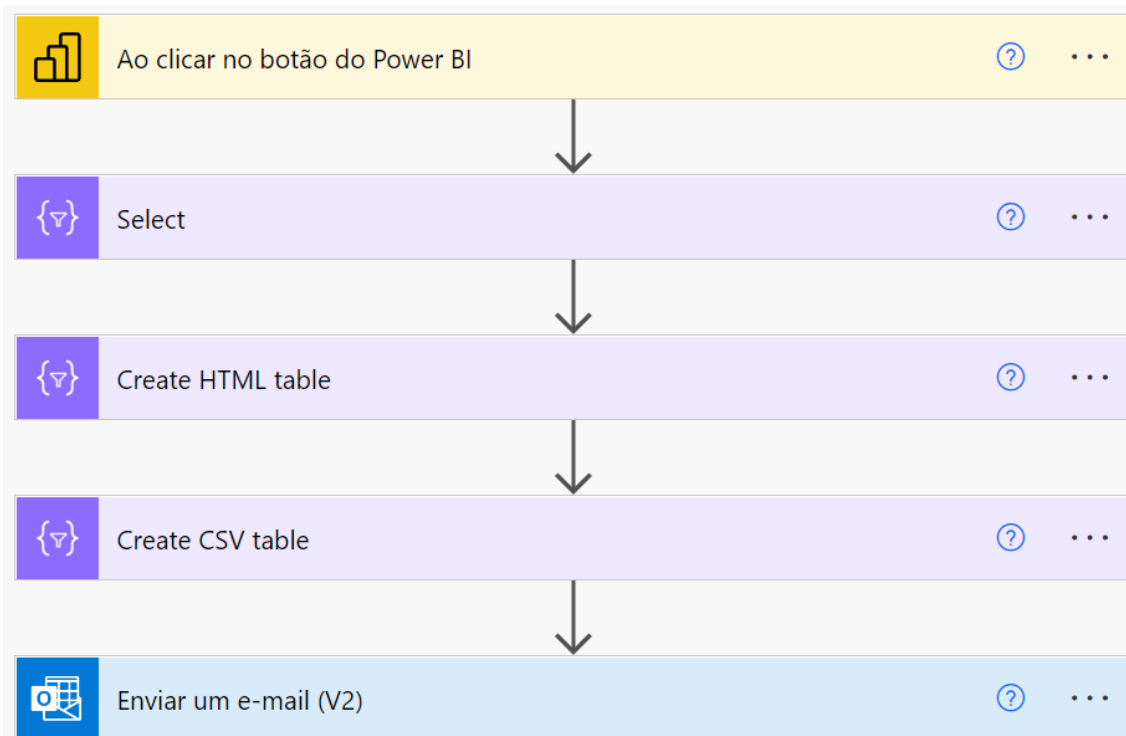 Ao clicar no botão do Power BI
Select
Create HTML table
Create CSV table
Enviar um e-mail (V2)